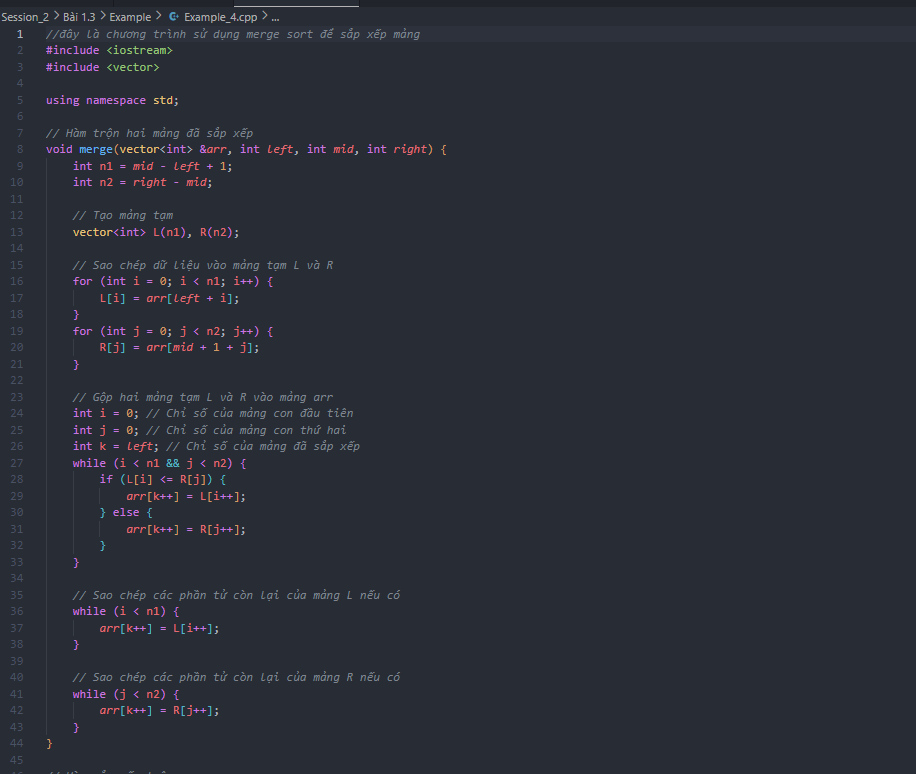 Session_2 > Bài 1.3 > Example > Example_4.cpp > ...
1 //đây là chương trình sử dụng merge sort để sắp xếp mảng
2 #include <iostream>
3 #include <vector>
4
5 using namespace std;
6
7 // Hàm trộn hai mảng đã sắp xếp
8 void merge(vector<int> &arr, int left, int mid, int right) {
9 int n1 = mid - left + 1;
10 int n2 = right - mid;
11
12 // Tạo mảng tạm
13 vector<int> L(n1), R(n2);
14
15 // Sao chép dữ liệu vào mảng tạm L và R
16 for (int i = 0; i < n1; i++) {
17 L[i] = arr[left + i];
18 }
19 for (int j = 0; j < n2; j++) {
20 R[j] = arr[mid + 1 + j];
21 }
22
23 // Gộp hai mảng tạm L và R vào mảng arr
24 int i = 0; // Chỉ số của mảng con đầu tiên
25 int j = 0; // Chỉ số của mảng con thứ hai
26 int k = left; // Chỉ số của mảng đã sắp xếp
27 while (i < n1 && j < n2) {
28 if (L[i] <= R[j]) {
29 arr[k++] = L[i++];
30 } else {
31 arr[k++] = R[j++];
32 }
33 }
34
35 // Sao chép các phần tử còn lại của mảng L nếu có
36 while (i < n1) {
37 arr[k++] = L[i++];
38 }
39
40 // Sao chép các phần tử còn lại của mảng R nếu có
41 while (j < n2) {
42 arr[k++] = R[j++];
43 }
44 }
45